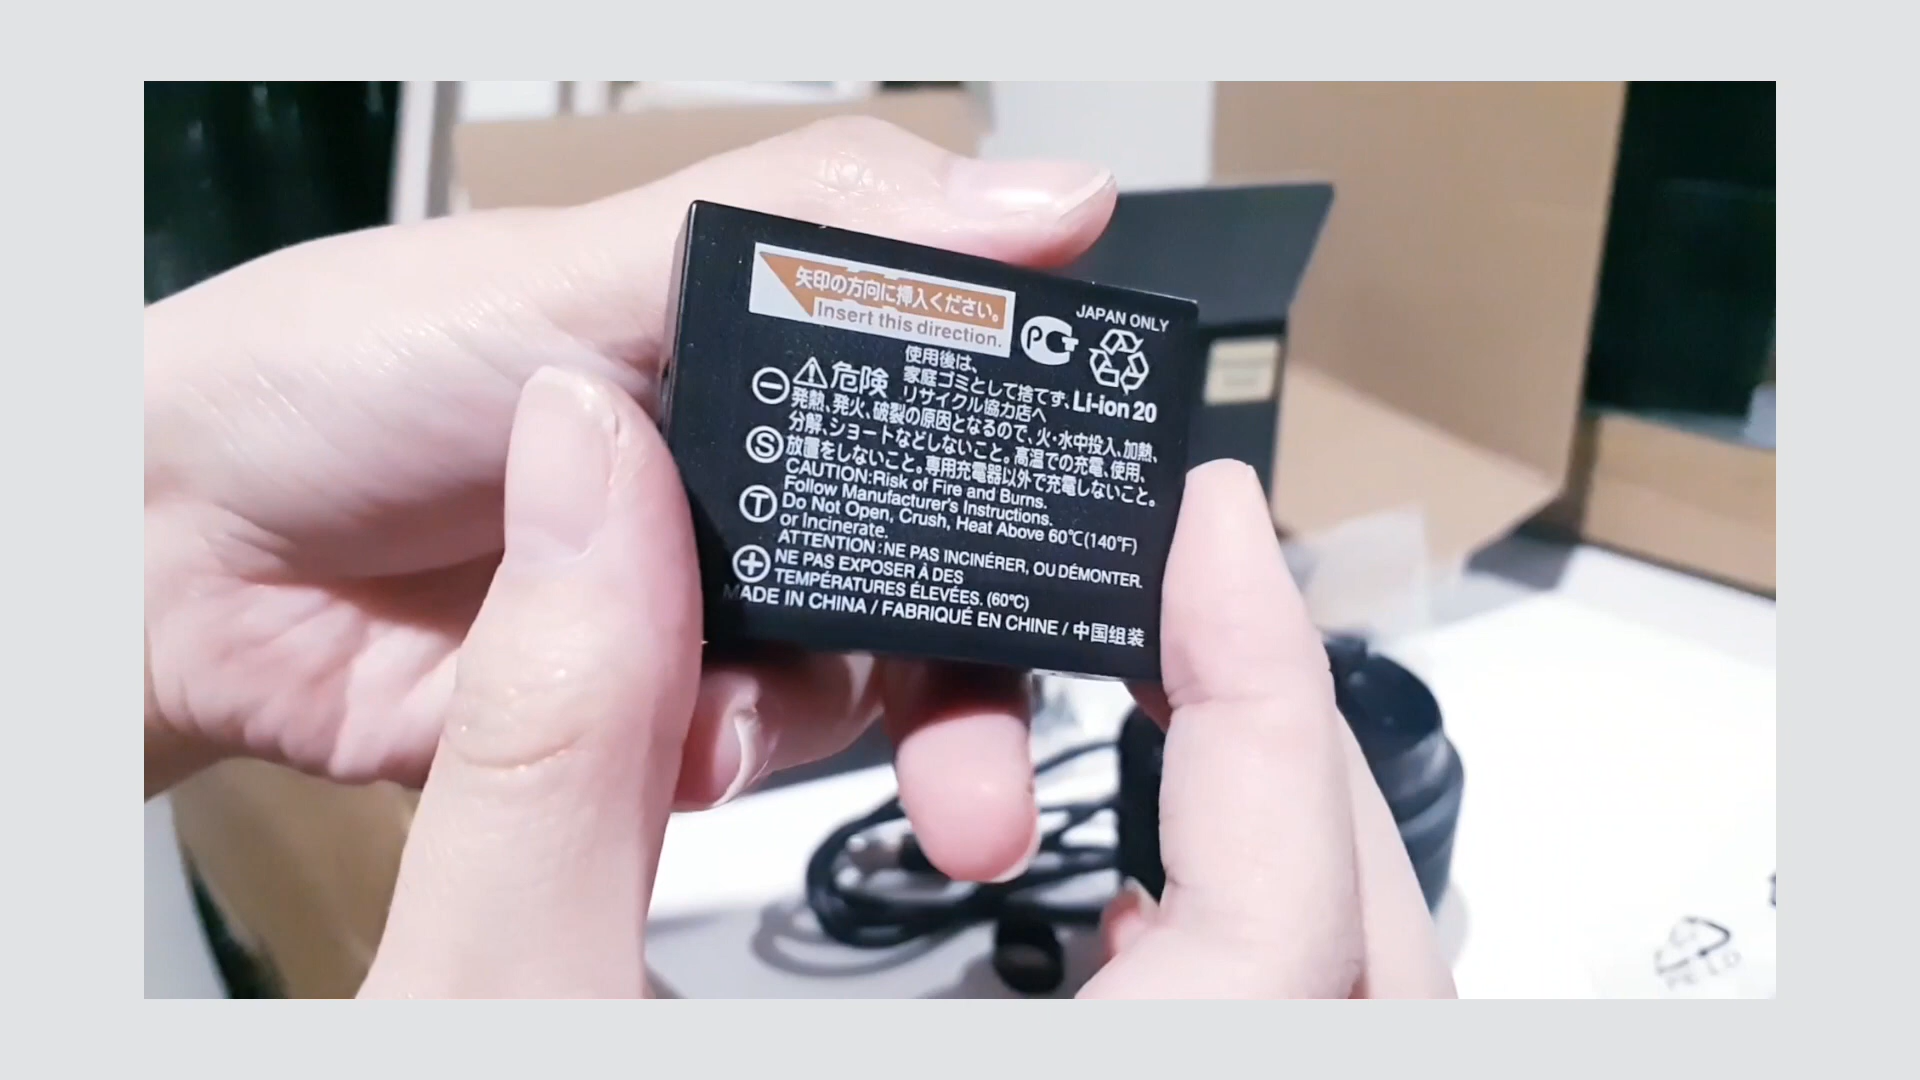 矢印の方向に挿入ください。
Insert this direction.
JAPAN ONLY
PCT
Li-ion 20
使用後は、
家庭ゴミとして捨てず、
リサイクル協力店へ
⚠危険
発熱、発火、破裂の原因となるので、火・水中投入、加熱、
分解、ショートなどしないこと。高温での充電、使用、
放置をしないこと。専用充電器以外で充電しないこと。
CAUTION:Risk of Fire and Burns.
Follow Manufacturer's Instructions.
Do Not Open, Crush, Heat Above 60℃(140℉)
or Incinerate.
ATTENTION:NE PAS INCINÉRER, OU DÉMONTER.
NE PAS EXPOSER À DES
TEMPÉRATURES ÉLEVÉES. (60℃)
MADE IN CHINA / FABRIQUÉ EN CHINE / 中国组装
⊖
S
T
⊕